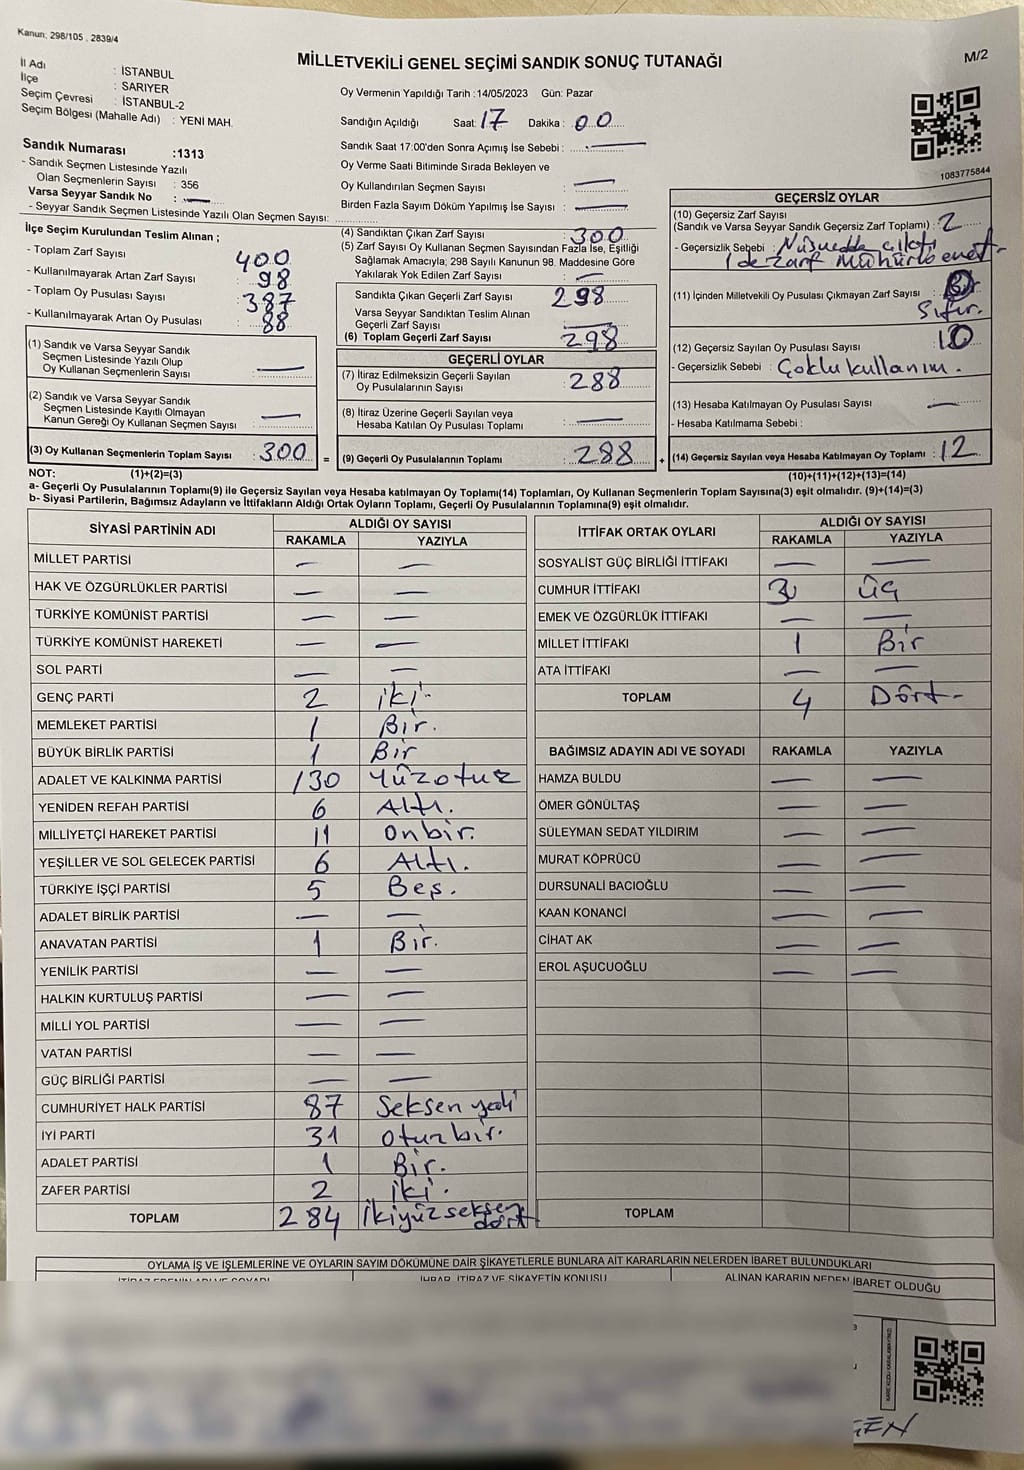 Kanun: 298/105 . 2839/4
M/2
MİLLETVEKİLİ GENEL SEÇİMİ SANDIK SONUÇ TUTANAĞI
İl Adı : İSTANBUL
İlçe : SARIYER
Seçim Çevresi : İSTANBUL-2
Seçim Bölgesi (Mahalle Adı) : YENİ MAH.
Oy Vermenin Yapıldığı Tarih :14/05/2023 Gün: Pazar
Sandığın Açıldığı Saat: 17 Dakika : 00
Sandık Saat 17:00'den Sonra Açımış İse Sebebi : —
Oy Verme Saati Bitiminde Sırada Bekleyen ve
Oy Kullandırılan Seçmen Sayısı : —
Birden Fazla Sayım Döküm Yapılmış İse Sayısı : —
1083775844
Sandık Numarası :1313
- Sandık Seçmen Listesinde Yazılı
Olan Seçmenlerin Sayısı : 356
Varsa Seyyar Sandık No : —
- Seyyar Sandık Seçmen Listesinde Yazılı Olan Seçmen Sayısı:
İlçe Seçim Kurulundan Teslim Alınan ;
- Toplam Zarf Sayısı : 400
- Kullanılmayarak Artan Zarf Sayısı : 98
- Toplam Oy Pusulası Sayısı : 387
- Kullanılmayarak Artan Oy Pusulası : 88
(1) Sandık ve Varsa Seyyar Sandık
Seçmen Listesinde Yazılı Olup
Oy Kullanan Seçmenlerin Sayısı : —
(2) Sandık ve Varsa Seyyar Sandık
Seçmen Listesinde Kayıtlı Olmayan
Kanun Gereği Oy Kullanan Seçmen Sayısı : —
(3) Oy Kullanan Seçmenlerin Toplam Sayısı : 300 =
(4) Sandıktan Çıkan Zarf Sayısı : 300
(5) Zarf Sayısı Oy Kullanan Seçmen Sayısından Fazla İse, Eşitliği
Sağlamak Amacıyla; 298 Sayılı Kanunun 98. Maddesine Göre
Yakılarak Yok Edilen Zarf Sayısı : —
Sandıkta Çıkan Geçerli Zarf Sayısı : 298
Varsa Seyyar Sandıktan Teslim Alınan
Geçerli Zarf Sayısı : —
(6) Toplam Geçerli Zarf Sayısı : 298
GEÇERLİ OYLAR
(7) İtiraz Edilmeksizin Geçerli Sayılan
Oy Pusulalarının Sayısı : 288
(8) İtiraz Üzerine Geçerli Sayılan veya
Hesaba Katılan Oy Pusulası Toplamı : —
(9) Geçerli Oy Pusulalarının Toplamı : 288 +
GEÇERSİZ OYLAR
(10) Geçersiz Zarf Sayısı
(Sandık ve Varsa Seyyar Sandık Geçersiz Zarf Toplamı) : 2
- Geçersizlik Sebebi : çıktı
1 de zarf
(11) İçinden Milletvekili Oy Pusulası Çıkmayan Zarf Sayısı :
Sıfır.
(12) Geçersiz Sayılan Oy Pusulası Sayısı : 10
- Geçersizlik Sebebi : Çoklu kullanım.
(13) Hesaba Katılmayan Oy Pusulası Sayısı : —
- Hesaba Katılmama Sebebi :
(14) Geçersiz Sayılan veya Hesaba Katılmayan Oy Toplamı : 12
NOT: (1)+(2)=(3) (10)+(11)+(12)+(13)=(14)
a- Geçerli Oy Pusulalarının Toplamı(9) ile Geçersiz Sayılan veya Hesaba katılmayan Oy Toplamı(14) Toplamları, Oy Kullanan Seçmenlerin Toplam Sayısına(3) eşit olmalıdır. (9)+(14)=(3)
b- Siyasi Partilerin, Bağımsız Adayların ve İttifakların Aldığı Ortak Oyların Toplamı, Geçerli Oy Pusulalarının Toplamına(9) eşit olmalıdır.
SİYASİ PARTİNİN ADI ALDIĞI OY SAYISI
RAKAMLA YAZIYLA
MİLLET PARTİSİ — —
HAK VE ÖZGÜRLÜKLER PARTİSİ — —
TÜRKİYE KOMÜNİST PARTİSİ — —
TÜRKİYE KOMÜNİST HAREKETİ — —
SOL PARTİ — —
GENÇ PARTİ 2 iki.
MEMLEKET PARTİSİ 1 Bir.
BÜYÜK BİRLİK PARTİSİ 1 Bir
ADALET VE KALKINMA PARTİSİ 130 Yüzotuz
YENİDEN REFAH PARTİSİ 6 Altı.
MİLLİYETÇİ HAREKET PARTİSİ 11 onbir.
YEŞİLLER VE SOL GELECEK PARTİSİ 6 Altı.
TÜRKİYE İŞÇİ PARTİSİ 5 Beş.
ADALET BİRLİK PARTİSİ — —
ANAVATAN PARTİSİ 1 Bir.
YENİLİK PARTİSİ — —
HALKIN KURTULUŞ PARTİSİ — —
MİLLİ YOL PARTİSİ — —
VATAN PARTİSİ — —
GÜÇ BİRLİĞİ PARTİSİ — —
CUMHURİYET HALK PARTİSİ 87 Seksen yedi
İYİ PARTİ 31 otuzbir.
ADALET PARTİSİ 1 Bir.
ZAFER PARTİSİ 2 iki.
TOPLAM 284 İkiyüzseksen
dört
İTTİFAK ORTAK OYLARI ALDIĞI OY SAYISI
RAKAMLA YAZIYLA
SOSYALİST GÜÇ BİRLİĞİ İTTİFAKI — —
CUMHUR İTTİFAKI 3 üç
EMEK VE ÖZGÜRLÜK İTTİFAKI — —
MİLLET İTTİFAKI 1 Bir
ATA İTTİFAKI — —
TOPLAM 4 Dört-
BAĞIMSIZ ADAYIN ADI VE SOYADI RAKAMLA YAZIYLA
HAMZA BULDU — —
ÖMER GÖNÜLTAŞ — —
SÜLEYMAN SEDAT YILDIRIM — —
MURAT KÖPRÜCÜ — —
DURSUNALİ BACIOĞLU — —
KAAN KONANCİ — —
CİHAT AK — —
EROL AŞUCUOĞLU — —
TOPLAM
OYLAMA İŞ VE İŞLEMLERİNE VE OYLARIN SAYIM DÖKÜMÜNE DAİR ŞİKAYETLERLE BUNLARA AİT KARARLARIN NELERDEN İBARET BULUNDUKLARI
İHBAR, İTİRAZ VE ŞİKAYETİN KONUSU ALINAN KARARIN NEDEN İBARET OLDUĞU